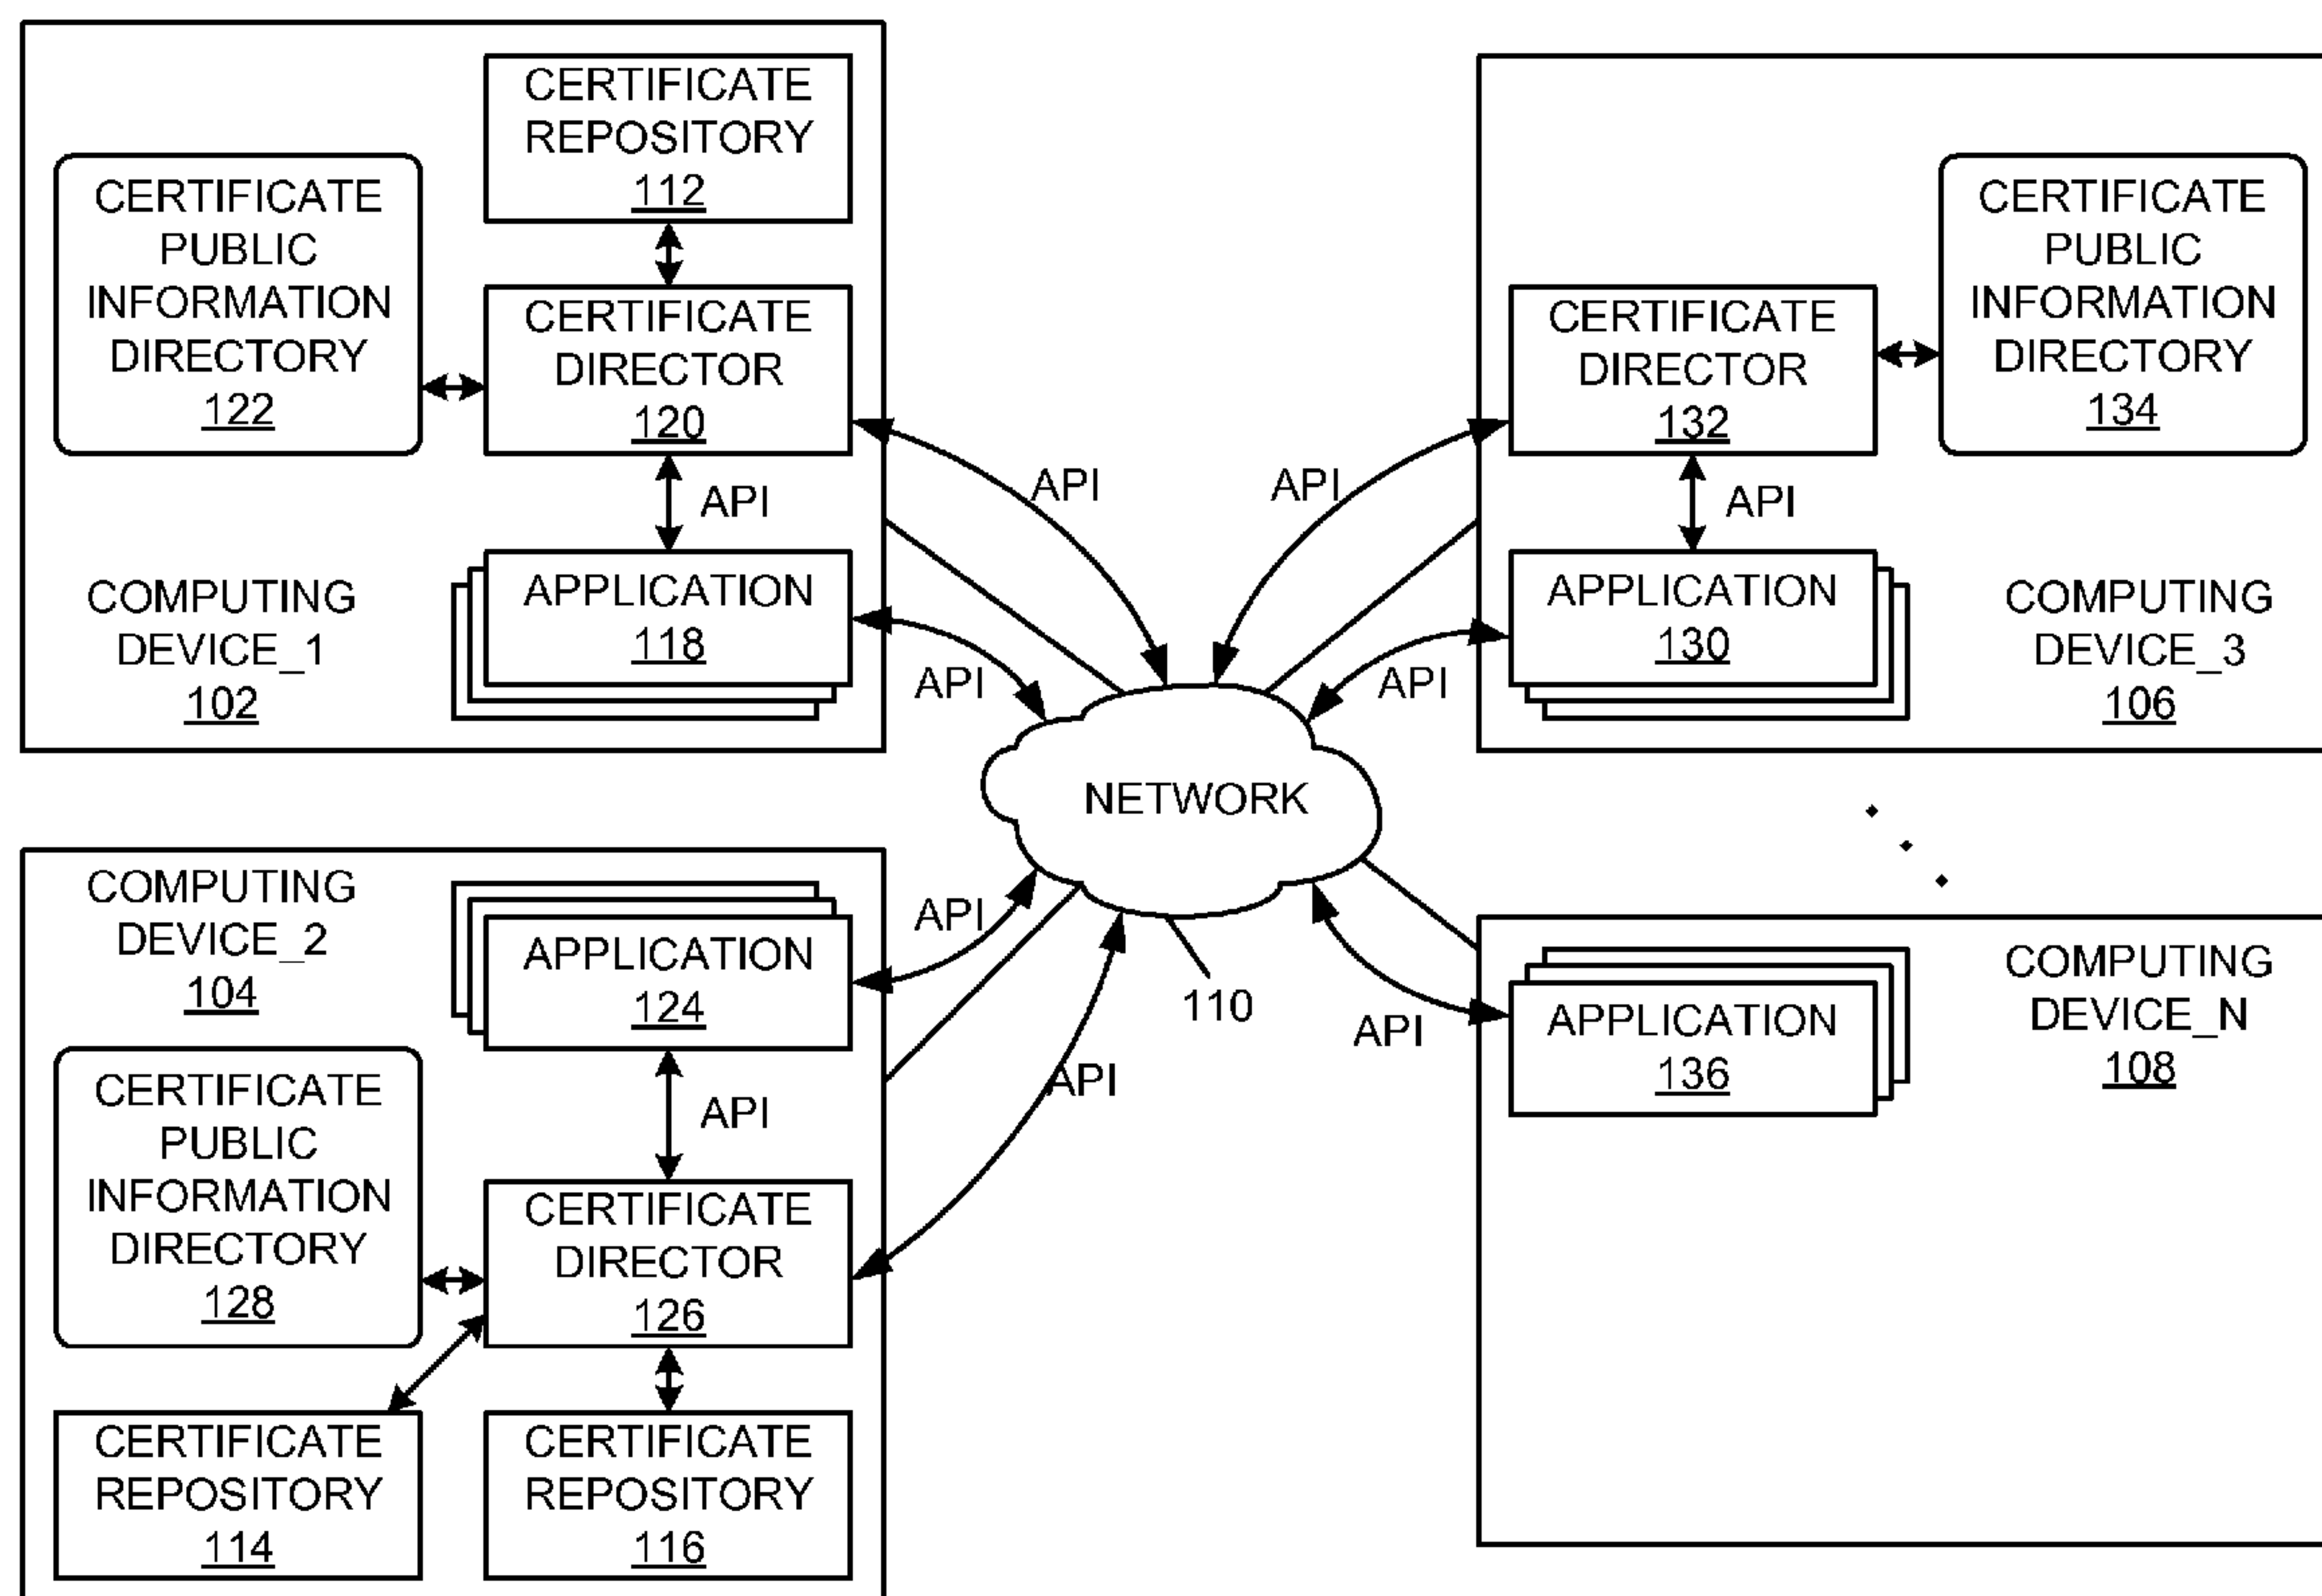 CERTIFICATE
REPOSITORY
112
CERTIFICATE
PUBLIC
INFORMATION
DIRECTORY
122
CERTIFICATE
DIRECTOR
120
API
APPLICATION
118
COMPUTING
DEVICE_1
102
API
API
CERTIFICATE
DIRECTOR
132
CERTIFICATE
PUBLIC
INFORMATION
DIRECTORY
134
API
API
APPLICATION
130
COMPUTING
DEVICE_3
106
API
NETWORK
110
COMPUTING
DEVICE_2
104
APPLICATION
124
API
CERTIFICATE
PUBLIC
INFORMATION
DIRECTORY
128
API
API
CERTIFICATE
DIRECTOR
126
CERTIFICATE
REPOSITORY
114
CERTIFICATE
REPOSITORY
116
API
APPLICATION
136
COMPUTING
DEVICE_N
108